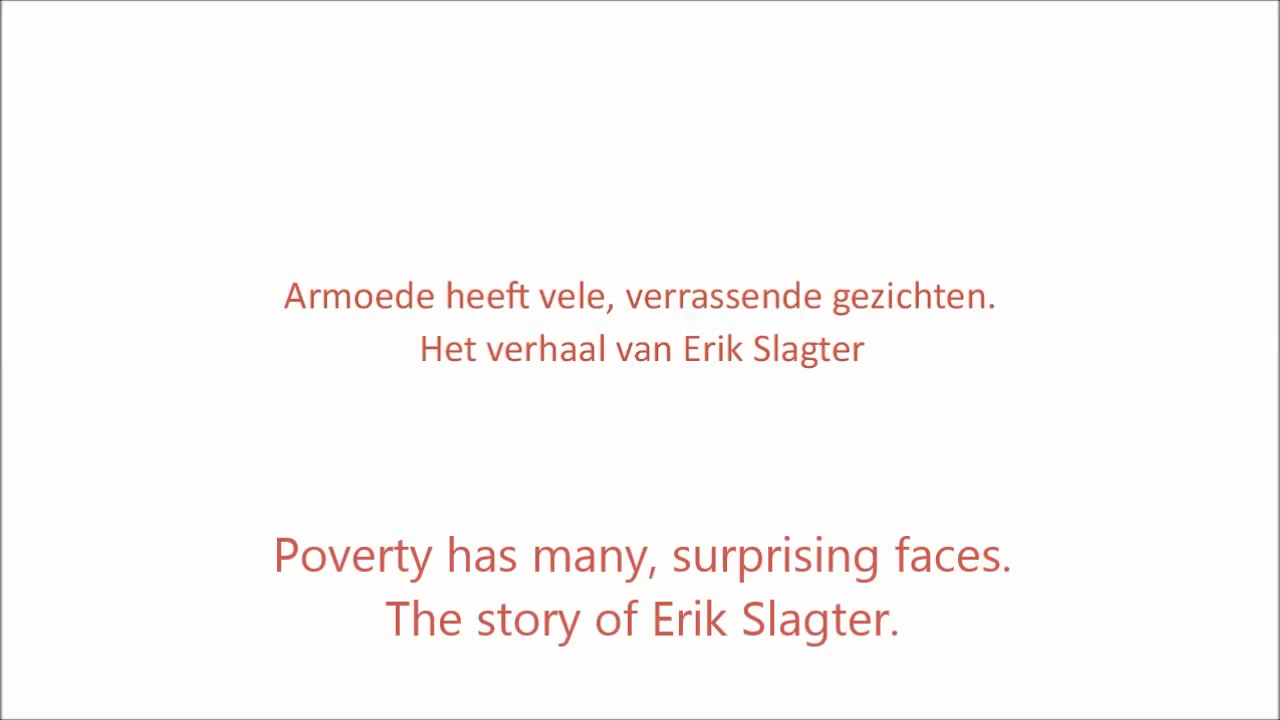 Armoede heeft vele, verrassende gezichten.
Het verhaal van Erik Slagter
Poverty has many, surprising faces.
The story of Erik Slagter.